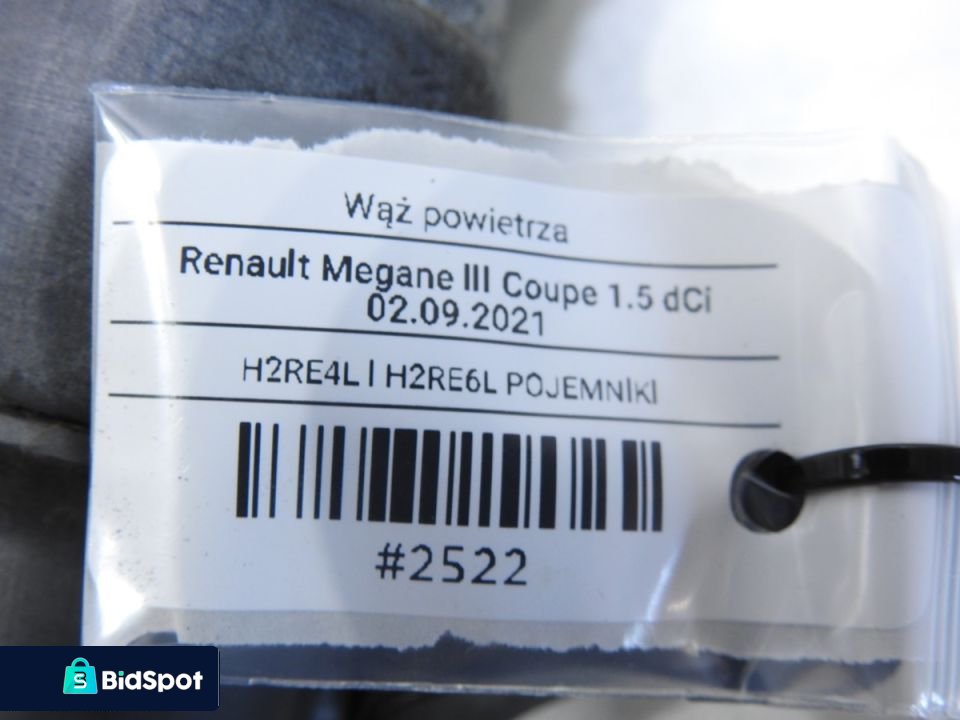 Wąż powietrza
Renault Megane III Coupe 1.5 dCi
02.09.2021
H2RE4L I H2RE6L POJEMNIKI
#2522
BidSpot